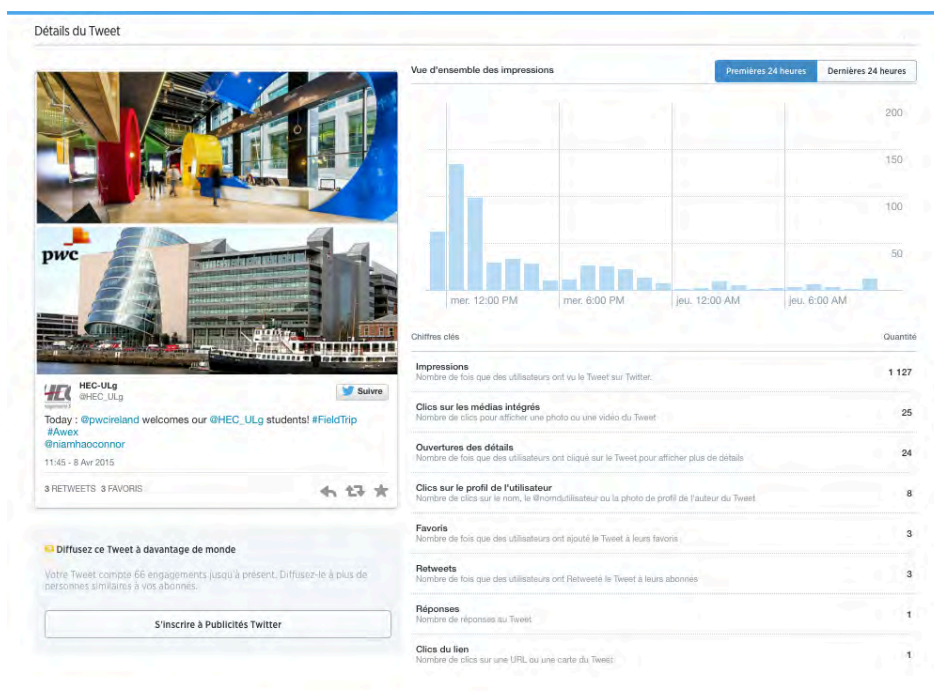 Détails du Tweet
pwc
HEC-ULg
@HEC_ULg
Suivre
Today : @pwcireland welcomes our @HEC_ULg students! #FieldTrip
#Awex
@niamhaoconnor
11:45 - 8 Avr 2015
3 RETWEETS 3 FAVORIS
Diffusez ce Tweet à davantage de monde
Votre Tweet compte 66 engagements jusqu'à présent. Diffusez-le à plus de
personnes similaires à vos abonnés.
S'inscrire à Publicités Twitter
Vue d'ensemble des impressions
Premières 24 heures
Dernières 24 heures
200
150
100
50
mer. 12:00 PM
mer. 6:00 PM
jeu. 12:00 AM
jeu. 6:00 AM
Chiffres clés
Quantité
Impressions
Nombre de fois que des utilisateurs ont vu le Tweet sur Twitter.
1 127
Clics sur les médias intégrés
Nombre de clics pour afficher une photo ou une vidéo du Tweet
25
Ouvertures des détails
Nombre de fois que des utilisateurs ont cliqué sur le Tweet pour afficher plus de détails
24
Clics sur le profil de l'utilisateur
Nombre de clics sur le nom, le @nomdutilisateur ou la photo de profil de l'auteur du Tweet
8
Favoris
Nombre de fois que des utilisateurs ont ajouté le Tweet à leurs favoris
3
Retweets
Nombre de fois que des utilisateurs ont Retweeté le Tweet à leurs abonnés
3
Réponses
Nombre de réponses au Tweet
1
Clics du lien
Nombre de clics sur une URL ou une carte du Tweet
1